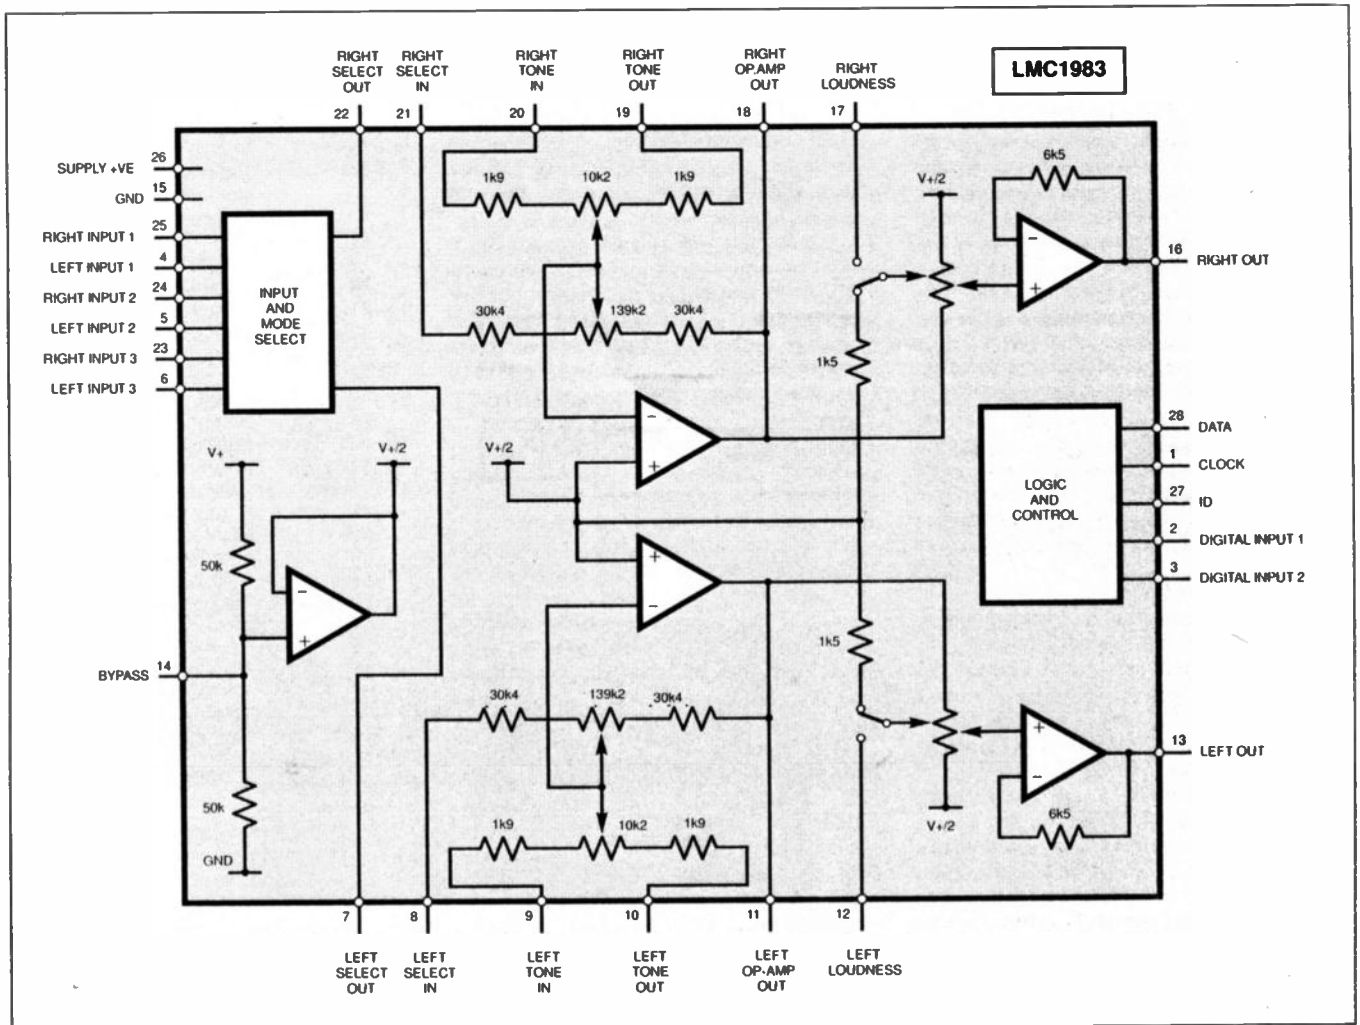 RIGHT
SELECT
OUT
22
RIGHT
SELECT
IN
21
RIGHT
TONE
IN
20
RIGHT
TONE
OUT
19
RIGHT
OP.AMP
OUT
18
RIGHT
LOUDNESS
17
LMC1983
SUPPLY +VE
26
GND
15
RIGHT INPUT 1
25
LEFT INPUT 1
4
RIGHT INPUT 2
24
LEFT INPUT 2
5
RIGHT INPUT 3
23
LEFT INPUT 3
6
INPUT
AND
MODE
SELECT
1k9
10k2
1k9
30k4
139k2
30k4
V+/2
6k5
−
+
16
RIGHT OUT
1k5
−
+
V+/2
V+
V+/2
50k
−
+
BYPASS
14
50k
GND
+
−
1k5
LOGIC
AND
CONTROL
28
DATA
1
CLOCK
27
ID
2
DIGITAL INPUT 1
3
DIGITAL INPUT 2
30k4
139k2
30k4
1k9
10k2
1k9
+
−
13
LEFT OUT
V+/2
6k5
7
LEFT
SELECT
OUT
8
LEFT
SELECT
IN
9
LEFT
TONE
IN
10
LEFT
TONE
OUT
11
LEFT
OP-AMP
OUT
12
LEFT
LOUDNESS